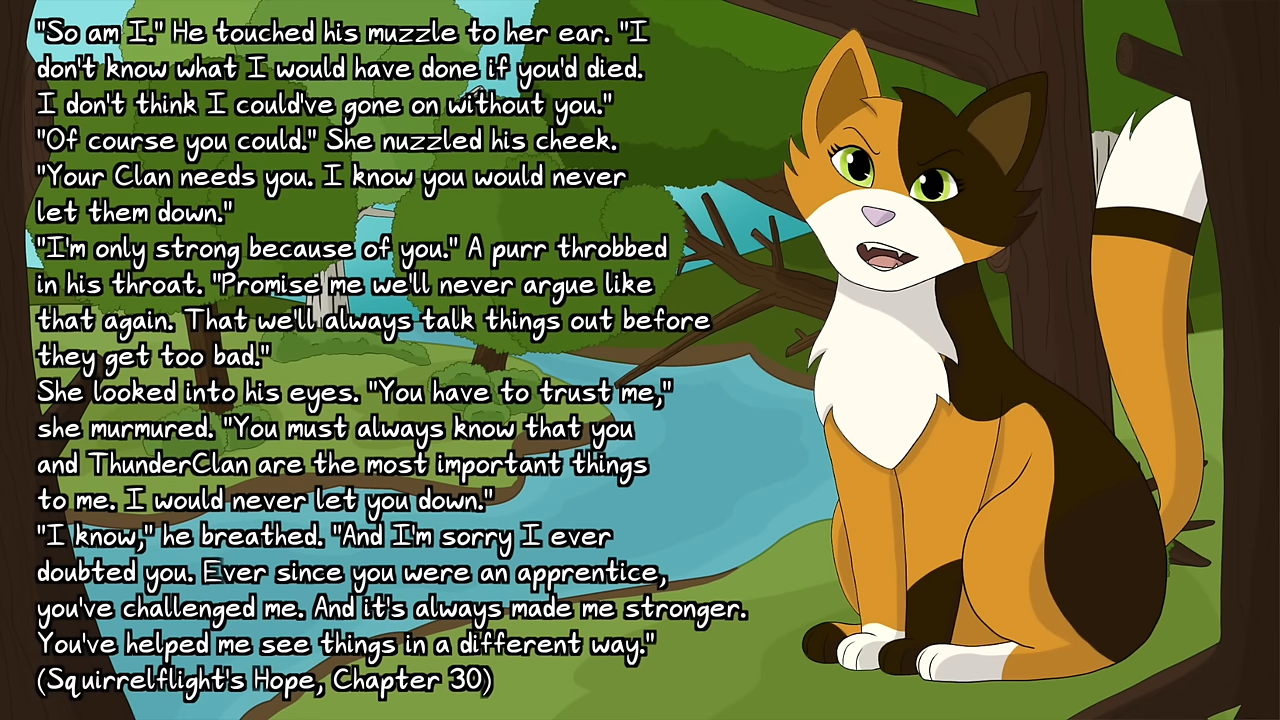 "So am I." He touched his muzzle to her ear. "I
don't know what I would have done if you'd died.
I don't think I could've gone on without you."
"Of course you could." She nuzzled his cheek.
"Your Clan needs you. I know you would never
let them down."
"I'm only strong because of you." A purr throbbed
in his throat. "Promise me we'll never argue like
that again. That we'll always talk things out before
they get too bad."
She looked into his eyes. "You have to trust me,"
she murmured. "You must always know that you
and ThunderClan are the most important things
to me. I would never let you down."
"I know," he breathed. "And I'm sorry I ever
doubted you. Ever since you were an apprentice,
you've challenged me. And it's always made me stronger.
You've helped me see things in a different way."
(Squirrelflight's Hope, Chapter 30)